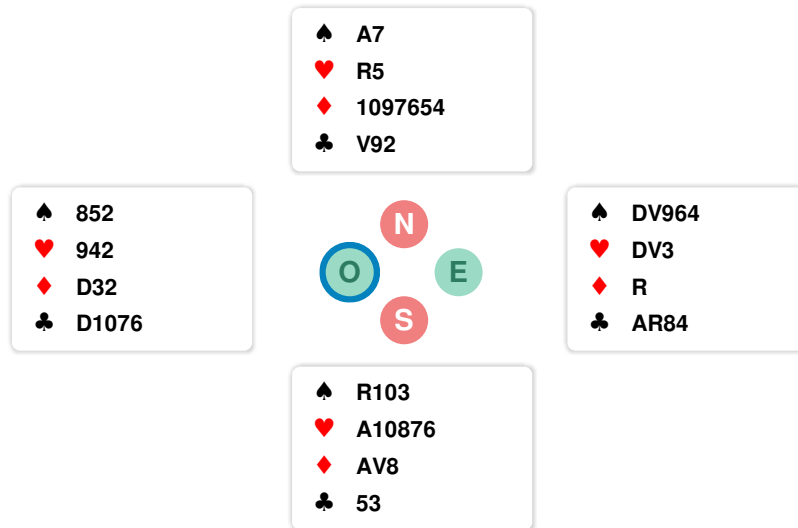 ♠ A7
♥ R5
♦ 1097654
♣ V92
♠ 852
♥ 942
♦ D32
♣ D1076
N
O E
S
♠ DV964
♥ DV3
♦ R
♣ AR84
♠ R103
♥ A10876
♦ AV8
♣ 53